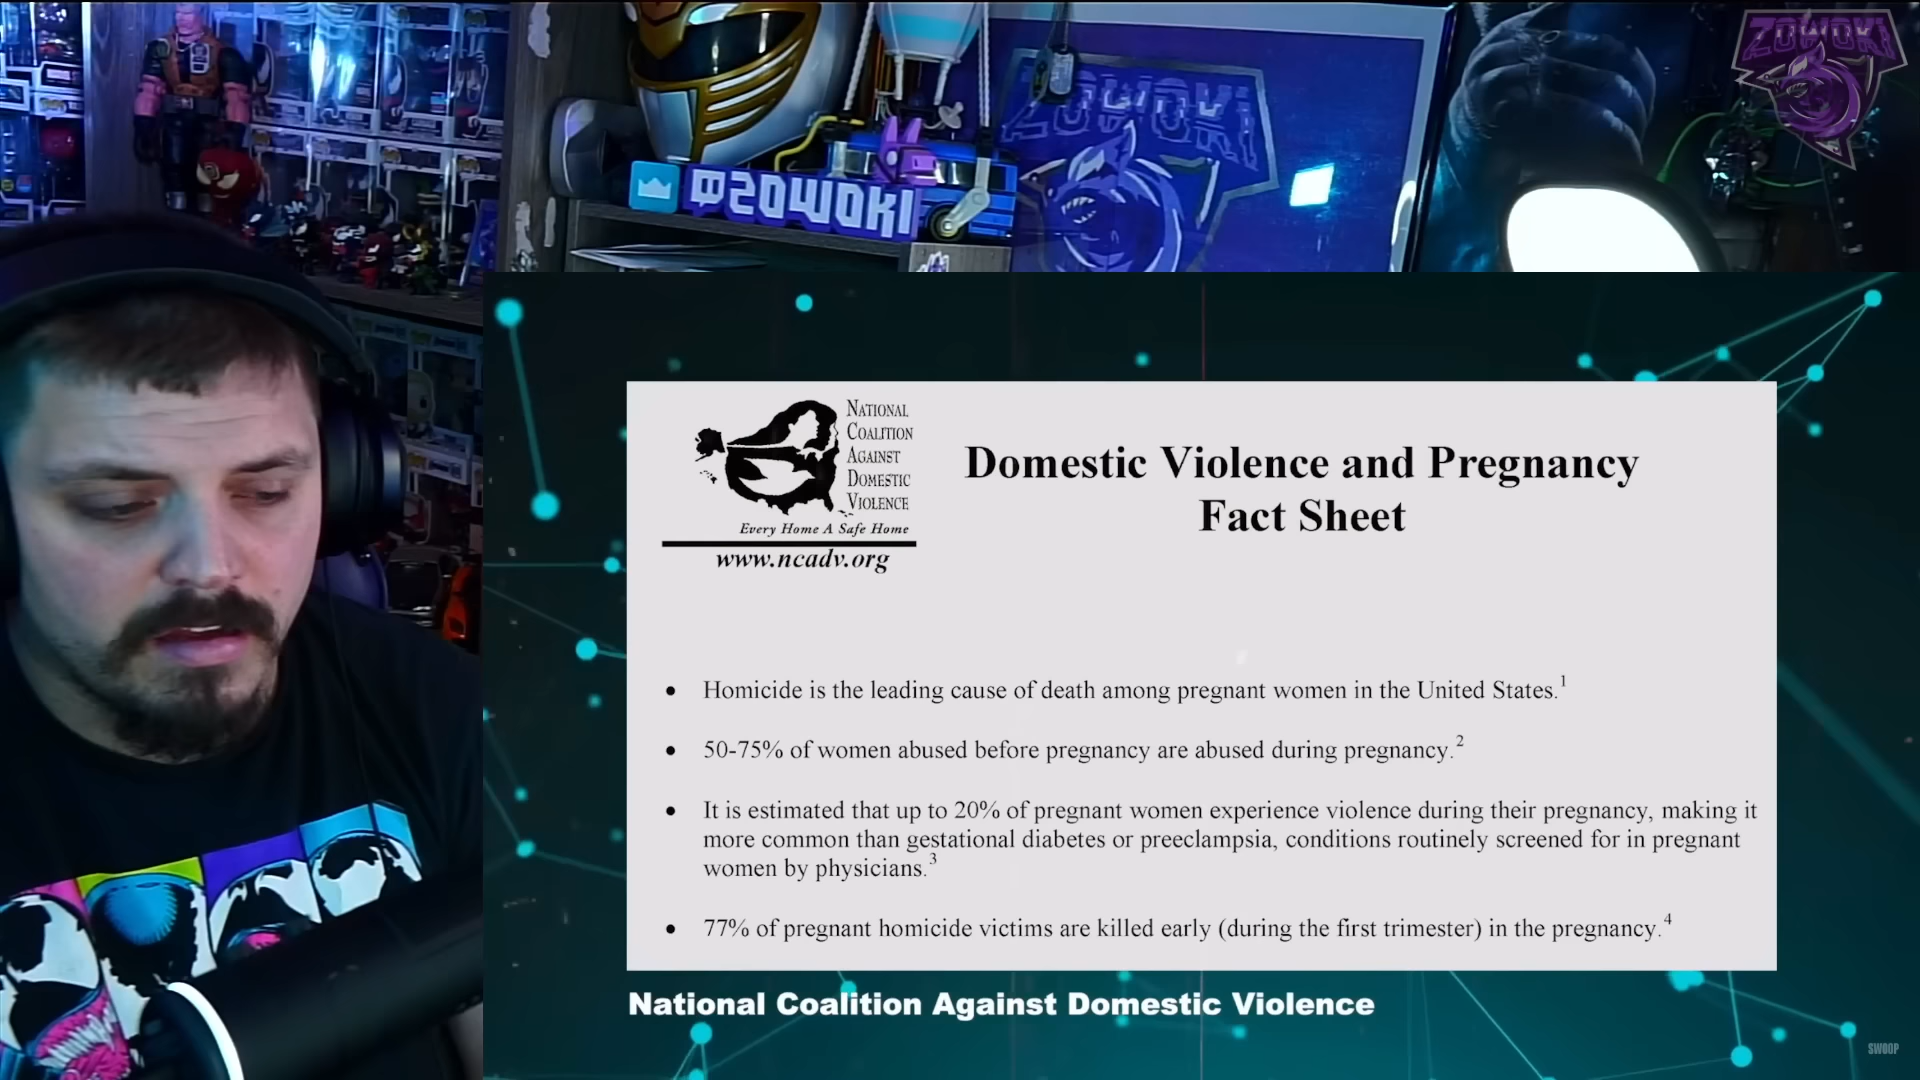 ZOWOKI
ZOWOKI
@ZOWOKI
NATIONAL
COALITION
AGAINST
DOMESTIC
VIOLENCE
Every Home A Safe Home
www.ncadv.org
Domestic Violence and Pregnancy
Fact Sheet
• Homicide is the leading cause of death among pregnant women in the United States.1
• 50-75% of women abused before pregnancy are abused during pregnancy.2
• It is estimated that up to 20% of pregnant women experience violence during their pregnancy, making it
more common than gestational diabetes or preeclampsia, conditions routinely screened for in pregnant
women by physicians.3
• 77% of pregnant homicide victims are killed early (during the first trimester) in the pregnancy.4
National Coalition Against Domestic Violence
SWOOP